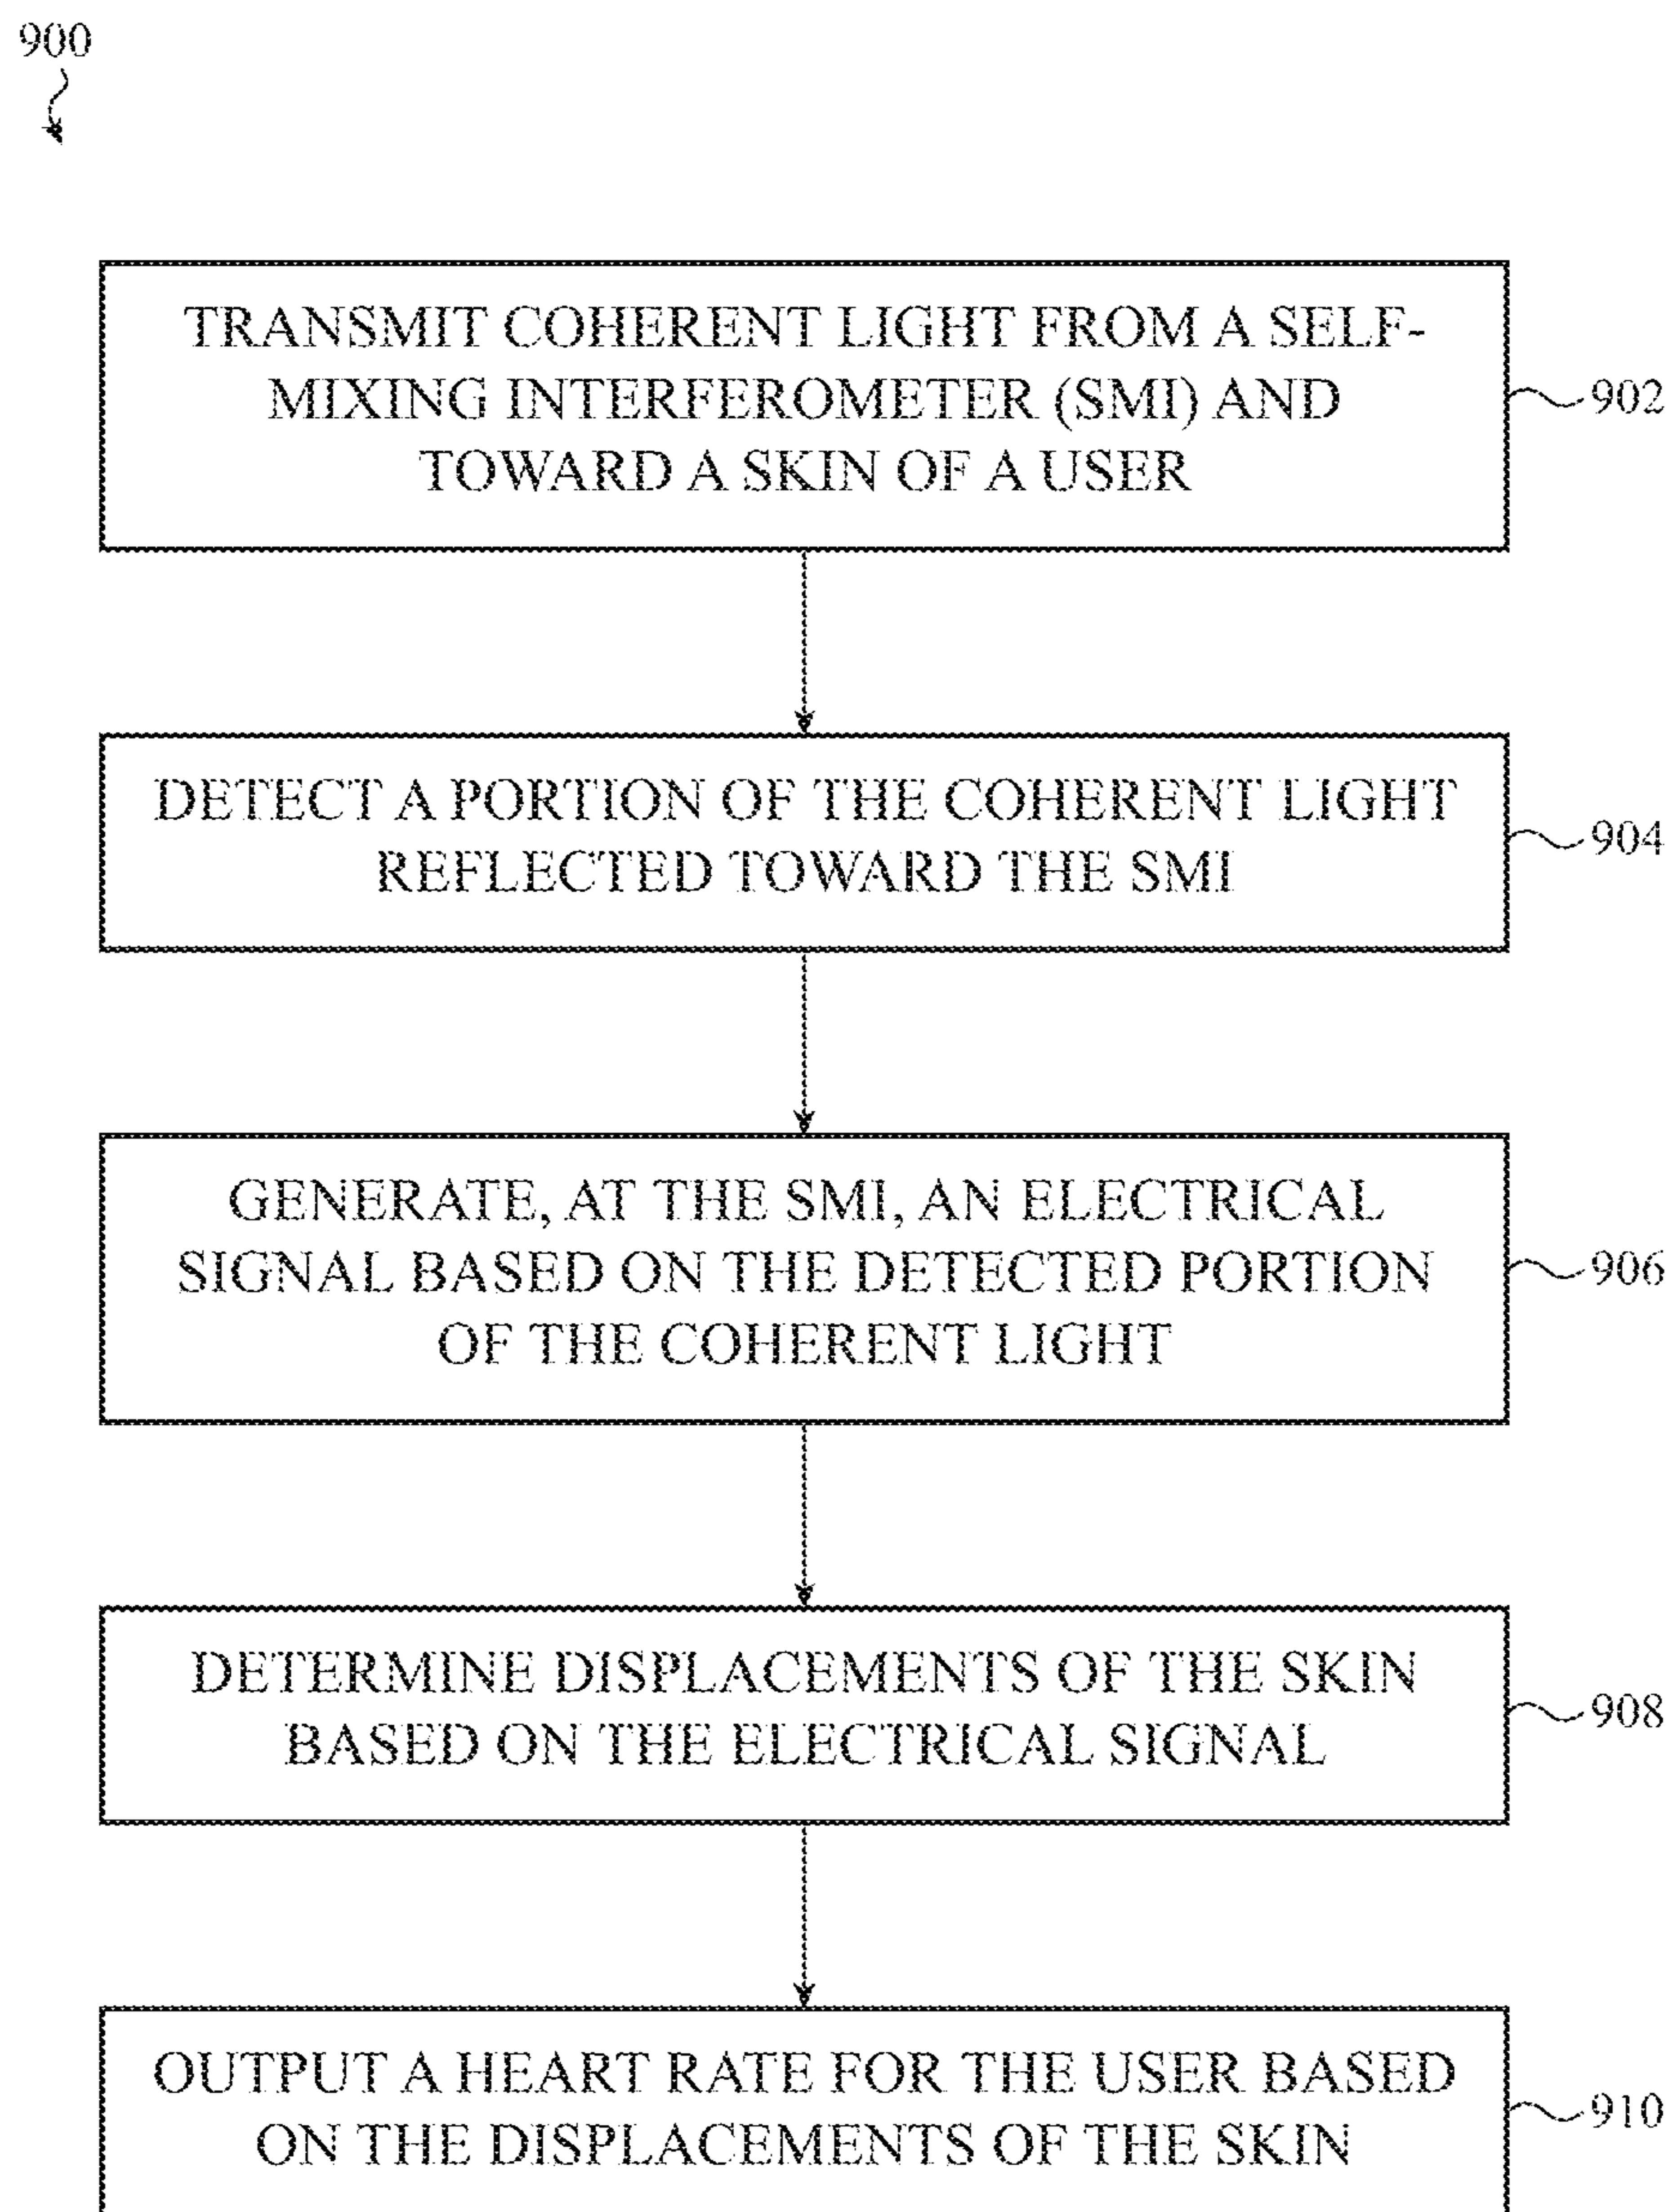 900
TRANSMIT COHERENT LIGHT FROM A SELF-
MIXING INTERFEROMETER (SMI) AND
TOWARD A SKIN OF A USER
902
DETECT A PORTION OF THE COHERENT LIGHT
REFLECTED TOWARD THE SMI
904
GENERATE, AT THE SMI, AN ELECTRICAL
SIGNAL BASED ON THE DETECTED PORTION
OF THE COHERENT LIGHT
906
DETERMINE DISPLACEMENTS OF THE SKIN
BASED ON THE ELECTRICAL SIGNAL
908
OUTPUT A HEART RATE FOR THE USER BASED
ON THE DISPLACEMENTS OF THE SKIN
910